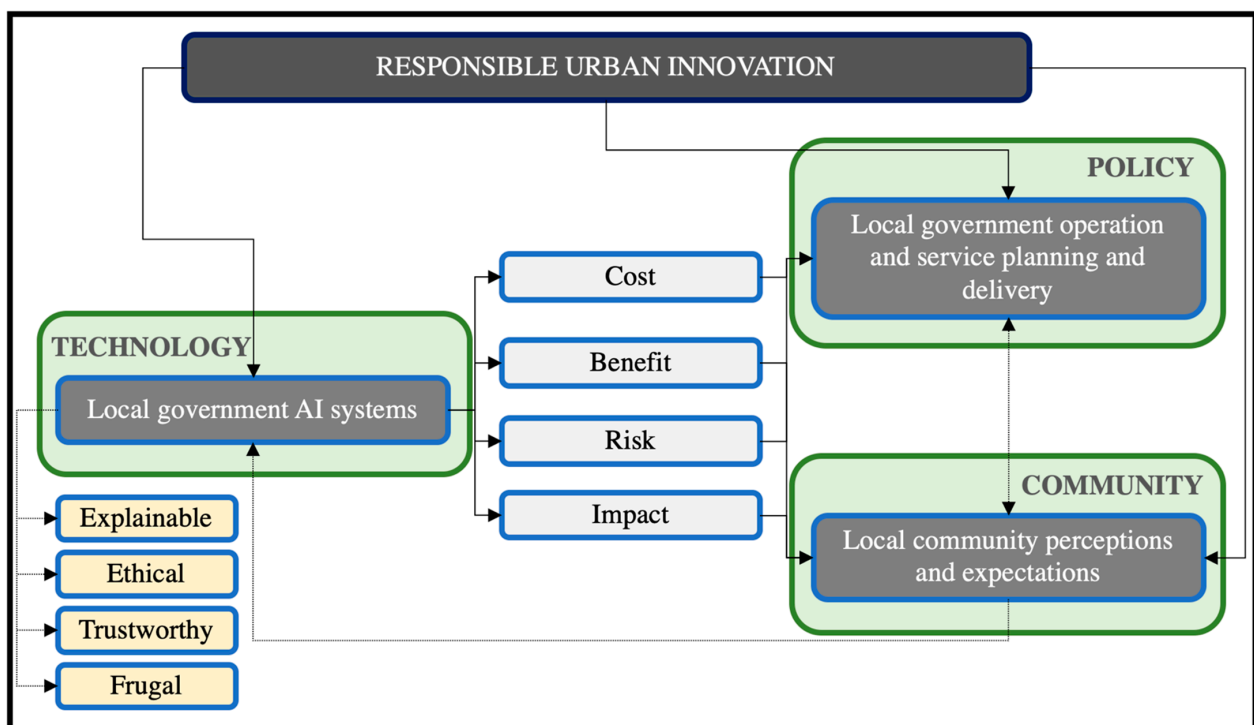 RESPONSIBLE URBAN INNOVATION
POLICY
Local government operation
and service planning and
delivery
TECHNOLOGY
Local government AI systems
Cost
Benefit
Risk
Impact
COMMUNITY
Local community perceptions
and expectations
Explainable
Ethical
Trustworthy
Frugal